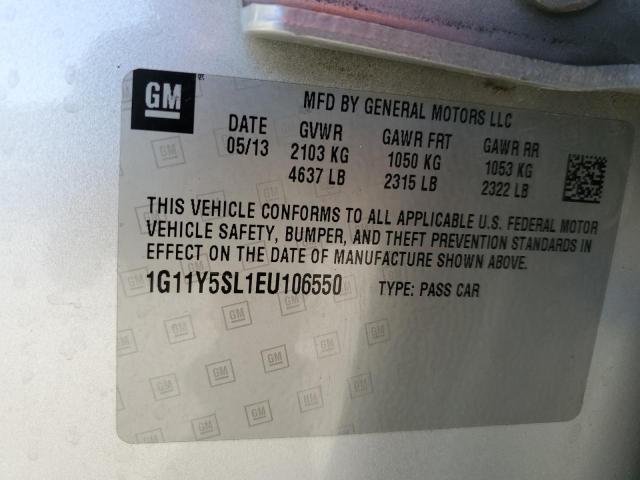 GM
MFD BY GENERAL MOTORS LLC
DATE GVWR GAWR FRT GAWR RR
05/13 2103 KG 1050 KG 1053 KG
4637 LB 2315 LB 2322 LB
THIS VEHICLE CONFORMS TO ALL APPLICABLE U.S. FEDERAL MOTOR
VEHICLE SAFETY, BUMPER, AND THEFT PREVENTION STANDARDS IN
EFFECT ON THE DATE OF MANUFACTURE SHOWN ABOVE.
1G11Y5SL1EU106550 TYPE: PASS CAR